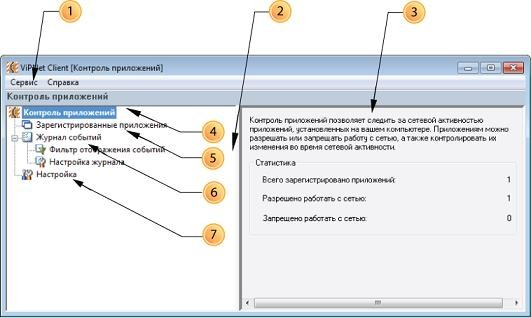 1
2
3
ViPNet Client [Контроль приложений]
Сервис Справка
Контроль приложений
Контроль приложений
Зарегистрированные приложения
Журнал событий
Фильтр отображения событий
Настройка журнала
Настройка
4
5
6
7
Контроль приложений позволяет следить за сетевой активностью
приложений, установленных на вашем компьютере. Приложениям можно
разрешать или запрещать работу с сетью, а также контролировать их
изменения во время сетевой активности.
Статистика
Всего зарегистрировано приложений: 1
Разрешено работать с сетью: 1
Запрещено работать с сетью: 0